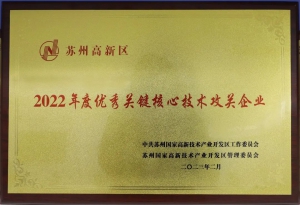 苏州高新区
2022年度优秀关键核心技术攻关企业
中共苏州国家高新技术产业开发区工作委员会
苏州国家高新技术产业开发区管理委员会
二〇二三年二月